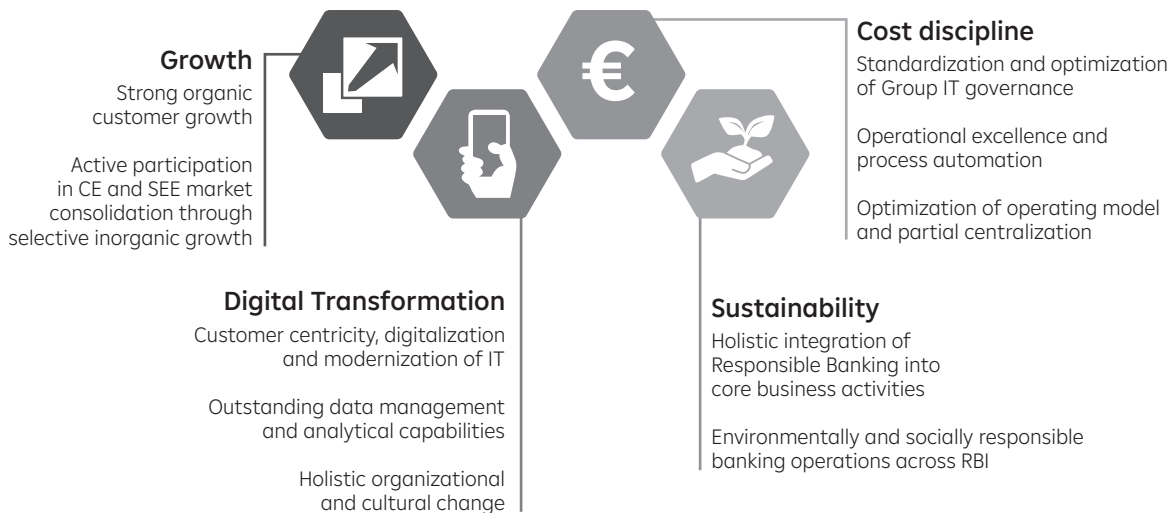 Growth
Strong organic
customer growth
Active participation
in CE and SEE market
consolidation through
selective inorganic growth
€
Digital Transformation
Customer centricity, digitalization
and modernization of IT
Outstanding data management
and analytical capabilities
Holistic organizational
and cultural change
Cost discipline
Standardization and optimization
of Group IT governance
Operational excellence and
process automation
Optimization of operating model
and partial centralization
Sustainability
Holistic integration of
Responsible Banking into
core business activities
Environmentally and socially responsible
banking operations across RBI